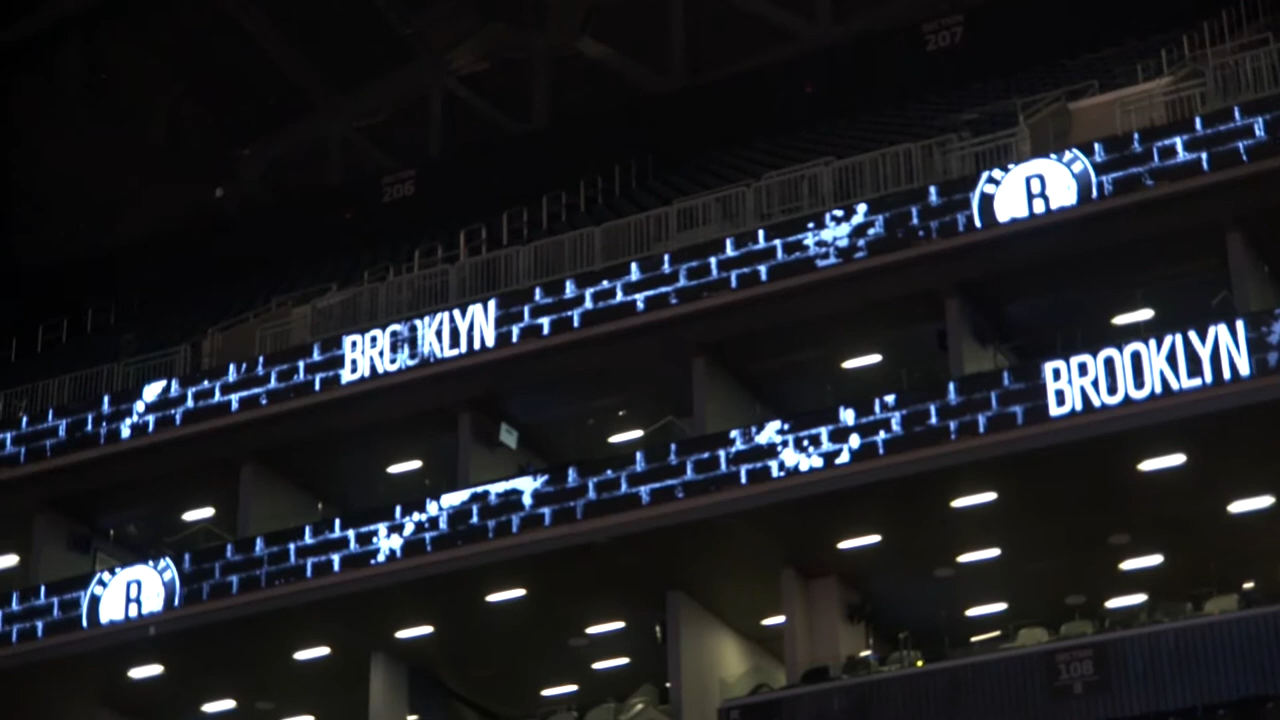 SECTION
207
SECTION
206
B
BROOKLYN
BROOKLYN
B
SECTION
108